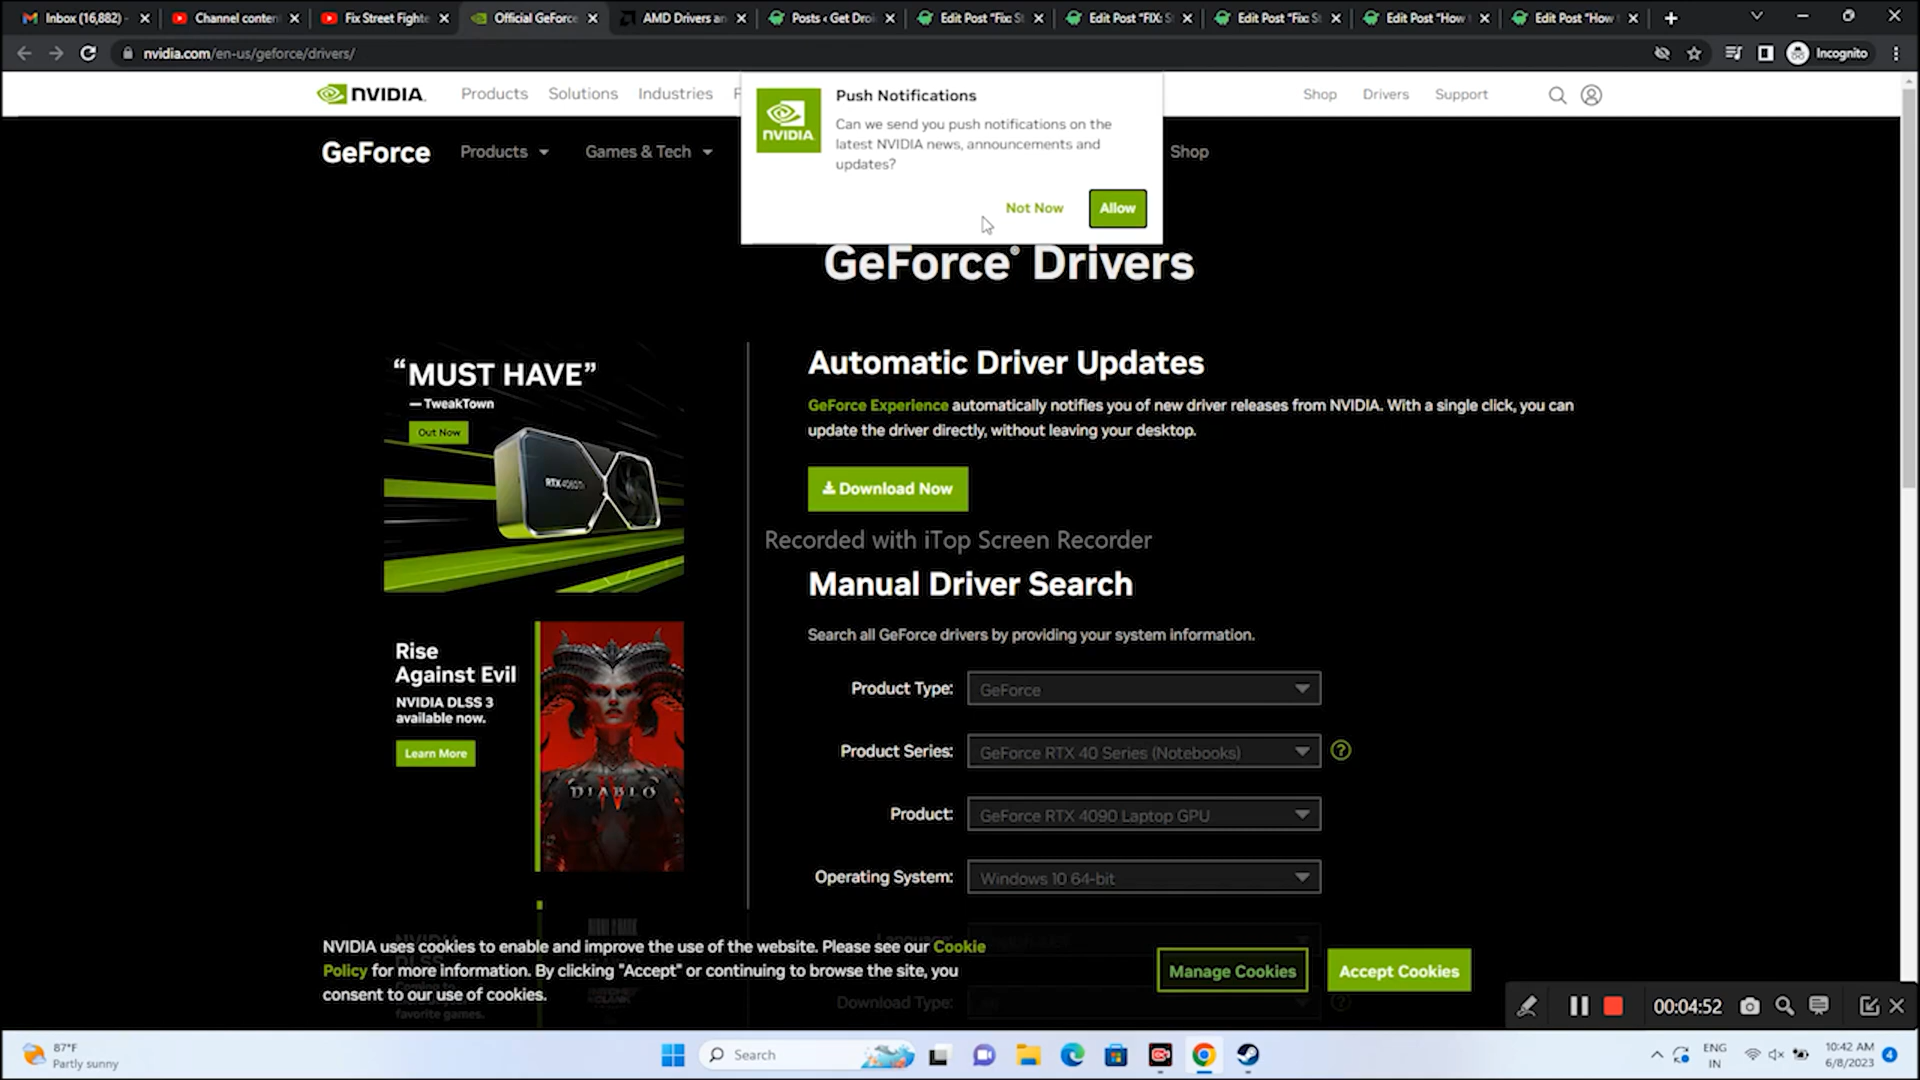 Inbox (16,882) -
Channel conten
Fix Street Fighte
Official GeForce
AMD Drivers an
Posts ‹ Get Droi
Edit Post "Fix: S
Edit Post "FIX: S
Edit Post "Fix: S
Edit Post "How
Edit Post "How
nvidia.com/en-us/geforce/drivers/
Incognito
NVIDIA.
Products
Solutions
Industries
Shop
Drivers
Support
Push Notifications
NVIDIA
Can we send you push notifications on the
latest NVIDIA news, announcements and
updates?
Not Now
Allow
GeForce
Products
Games & Tech
Shop
GeForce® Drivers
"MUST HAVE"
— TweakTown
Out Now
Automatic Driver Updates
GeForce Experience automatically notifies you of new driver releases from NVIDIA. With a single click, you can
update the driver directly, without leaving your desktop.
Download Now
Recorded with iTop Screen Recorder
Manual Driver Search
Search all GeForce drivers by providing your system information.
Rise
Against Evil
NVIDIA DLSS 3
available now.
Learn More
DIABLO
Product Type:
GeForce
Product Series:
GeForce RTX 40 Series (Notebooks)
Product:
GeForce RTX 4090 Laptop GPU
Operating System:
Windows 10 64-bit
Language:
NVIDIA uses cookies to enable and improve the use of the website. Please see our Cookie
Policy for more information. By clicking "Accept" or continuing to browse the site, you
consent to our use of cookies.
Manage Cookies
Accept Cookies
favorite games.
Download Type:
00:04:52
87°F
Partly sunny
Search
ENG
IN
10:42 AM
6/8/2023
4